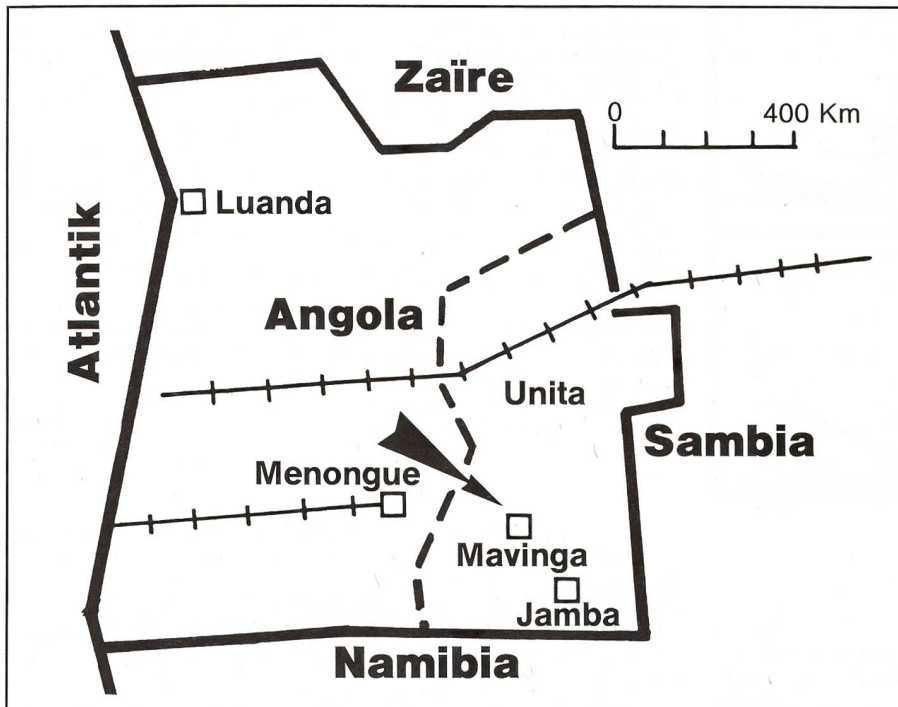 Zaïre
0 400 Km
Luanda
Atlantik
Angola
Unita
Sambia
Menongue
Mavinga
Jamba
Namibia